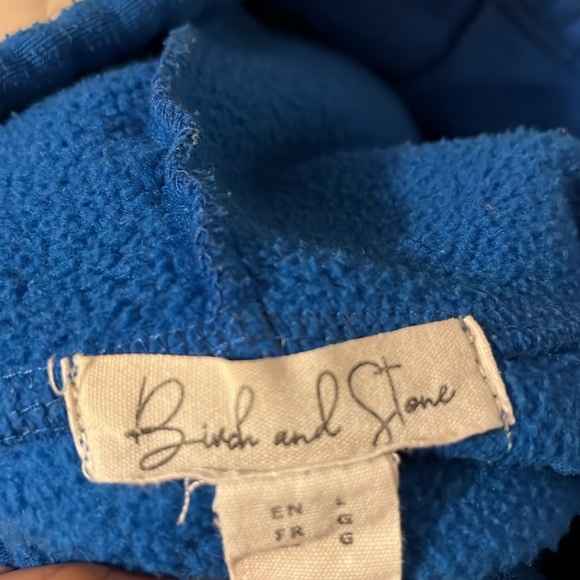 Birch and Stone
EN L
FR G
G